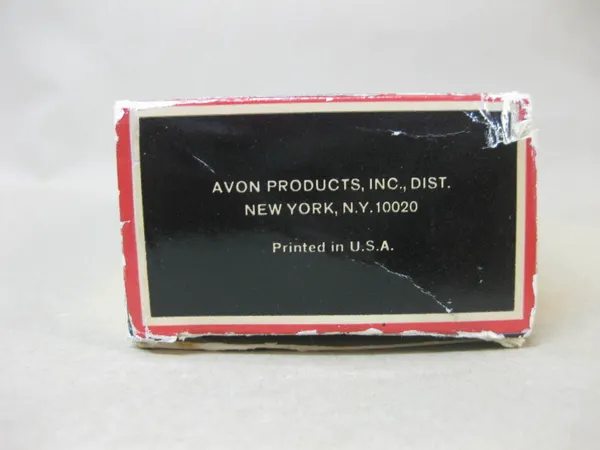 AVON PRODUCTS, INC., DIST.
NEW YORK, N.Y. 10020
Printed in U.S.A.